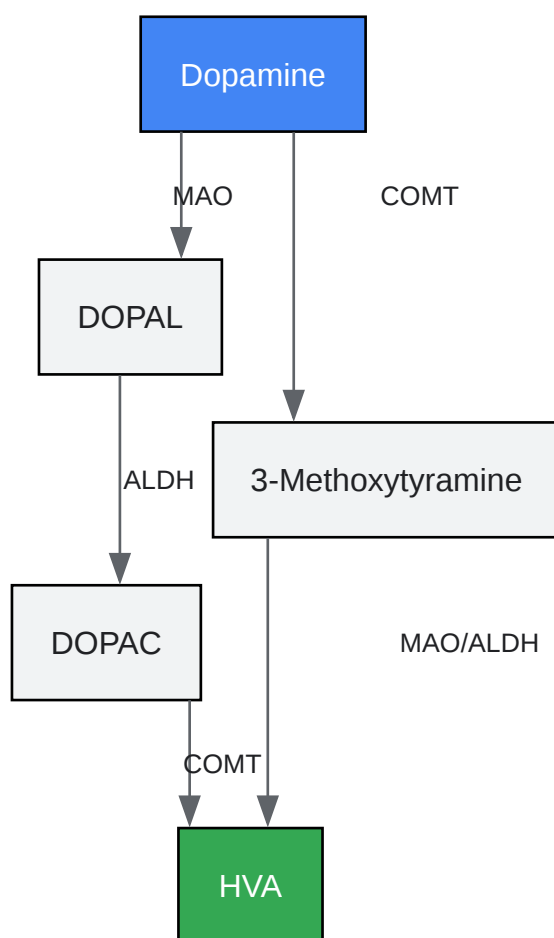 Dopamine
MAO
COMT
DOPAL
ALDH
3-Methoxytyramine
DOPAC
MAO/ALDH
COMT
HVA